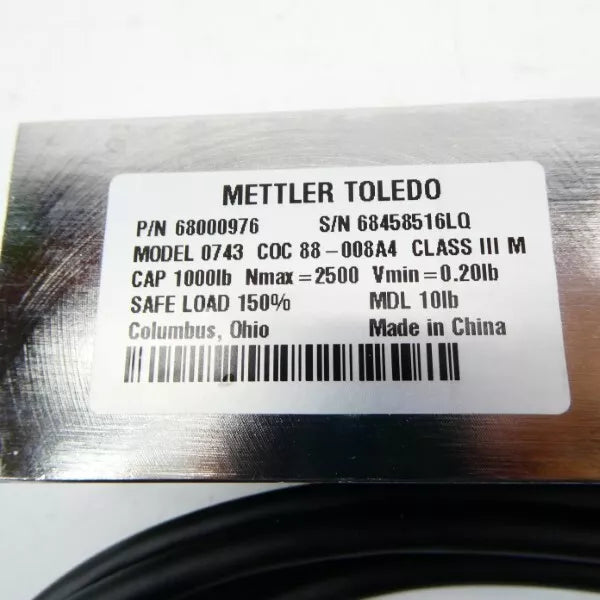 METTLER TOLEDO
P/N 68000976 S/N 68458516LQ
MODEL 0743 COC 88-008A4 CLASS III M
CAP 1000lb Nmax=2500 Vmin=0.20lb
SAFE LOAD 150% MDL 10lb
Columbus, Ohio Made in China